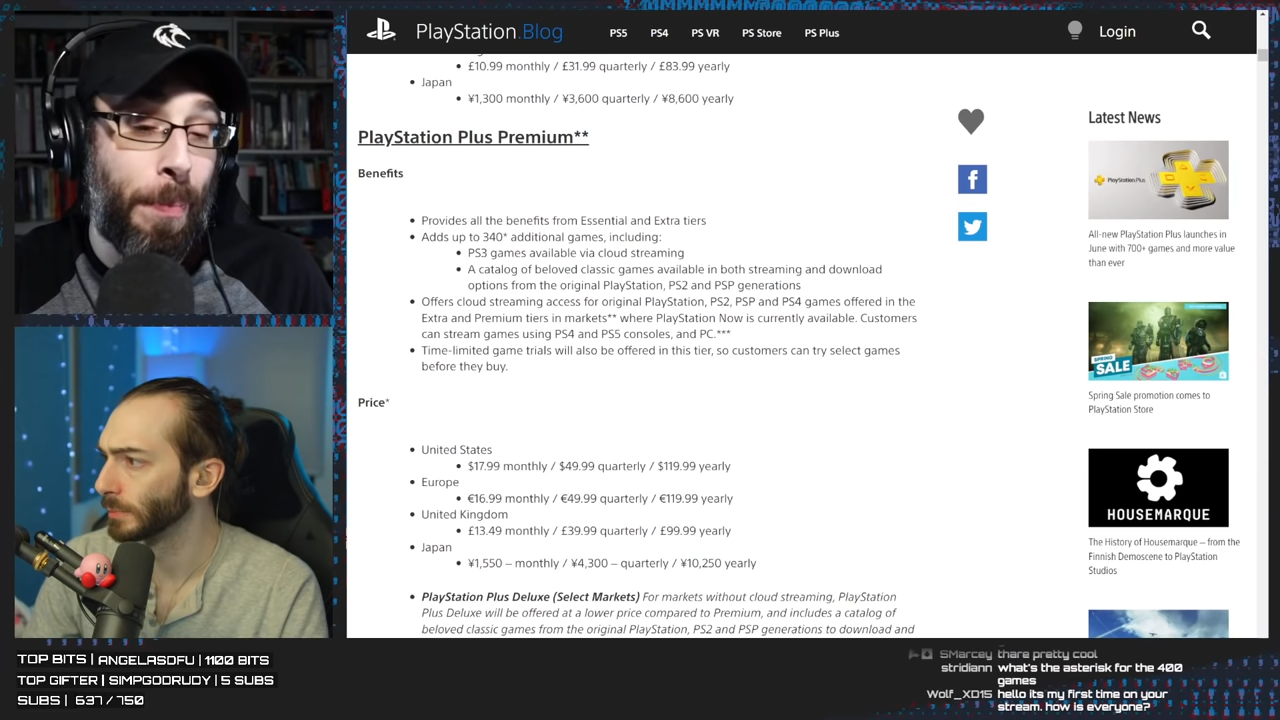 PlayStation.Blog
PS5
PS4
PS VR
PS Store
PS Plus
Login
£10.99 monthly / £31.99 quarterly / £83.99 yearly
Japan
¥1,300 monthly / ¥3,600 quarterly / ¥8,600 yearly
PlayStation Plus Premium**
Benefits
Provides all the benefits from Essential and Extra tiers
Adds up to 340* additional games, including:
PS3 games available via cloud streaming
A catalog of beloved classic games available in both streaming and download
options from the original PlayStation, PS2 and PSP generations
Offers cloud streaming access for original PlayStation, PS2, PSP and PS4 games offered in the
Extra and Premium tiers in markets** where PlayStation Now is currently available. Customers
can stream games using PS4 and PS5 consoles, and PC.***
Time-limited game trials will also be offered in this tier, so customers can try select games
before they buy.
Price*
United States
$17.99 monthly / $49.99 quarterly / $119.99 yearly
Europe
€16.99 monthly / €49.99 quarterly / €119.99 yearly
United Kingdom
£13.49 monthly / £39.99 quarterly / £99.99 yearly
Japan
¥1,550 – monthly / ¥4,300 – quarterly / ¥10,250 yearly
PlayStation Plus Deluxe (Select Markets) For markets without cloud streaming, PlayStation
Plus Deluxe will be offered at a lower price compared to Premium, and includes a catalog of
beloved classic games from the original PlayStation, PS2 and PSP generations to download and
Latest News
PlayStation.Plus
All-new PlayStation Plus launches in
June with 700+ games and more value
than ever
SPRING
SALE
Spring Sale promotion comes to
PlayStation Store
HOUSEMARQUE
The History of Housemarque – from the
Finnish Demoscene to PlayStation
Studios
TOP BITS | ANGELASDFU | 1100 BITS
TOP GIFTER | SIMPGODRUDY | 5 SUBS
SUBS | 637 / 750
SMarcey thare pretty cool
stridiann what's the asterisk for the 400
games
Wolf_XD15 hello its my first time on your
stream. how is everyone?